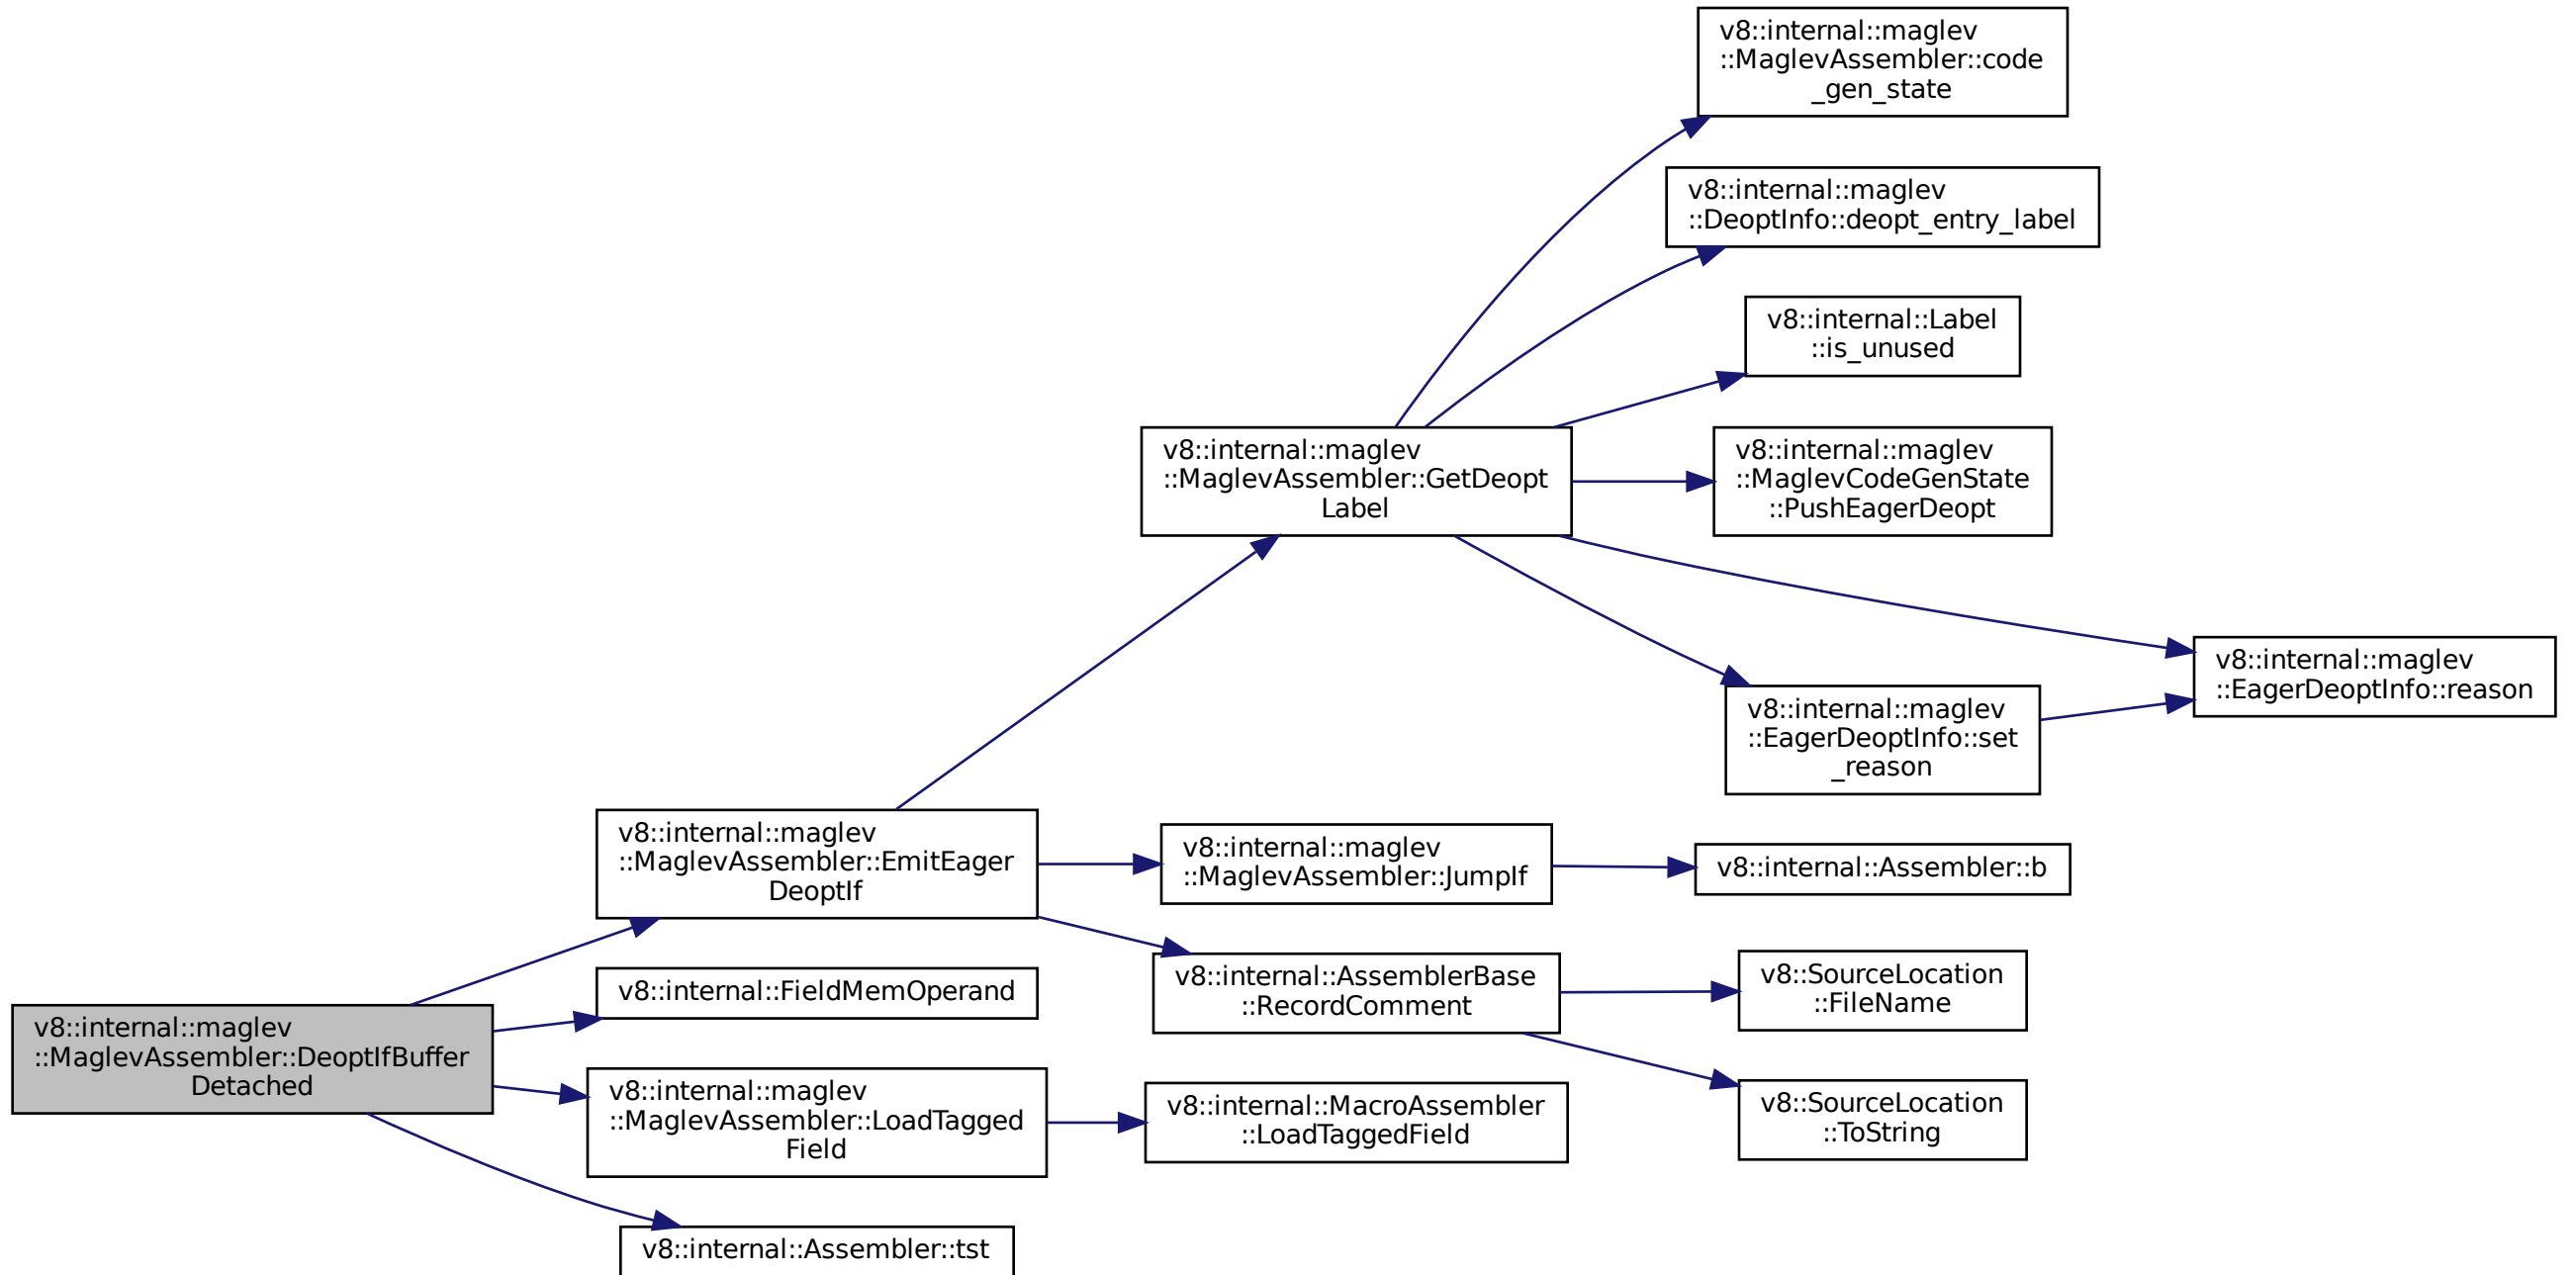 v8::internal::maglev
::MaglevAssembler::code
_gen_state
v8::internal::maglev
::DeoptInfo::deopt_entry_label
v8::internal::Label
::is_unused
v8::internal::maglev
::MaglevAssembler::GetDeopt
Label
v8::internal::maglev
::MaglevCodeGenState
::PushEagerDeopt
v8::internal::maglev
::EagerDeoptInfo::reason
v8::internal::maglev
::EagerDeoptInfo::set
_reason
v8::internal::maglev
::MaglevAssembler::EmitEager
DeoptIf
v8::internal::maglev
::MaglevAssembler::JumpIf
v8::internal::Assembler::b
v8::internal::AssemblerBase
::RecordComment
v8::SourceLocation
::FileName
v8::internal::FieldMemOperand
v8::internal::maglev
::MaglevAssembler::DeoptIfBuffer
Detached
v8::internal::maglev
::MaglevAssembler::LoadTagged
Field
v8::internal::MacroAssembler
::LoadTaggedField
v8::SourceLocation
::ToString
v8::internal::Assembler::tst